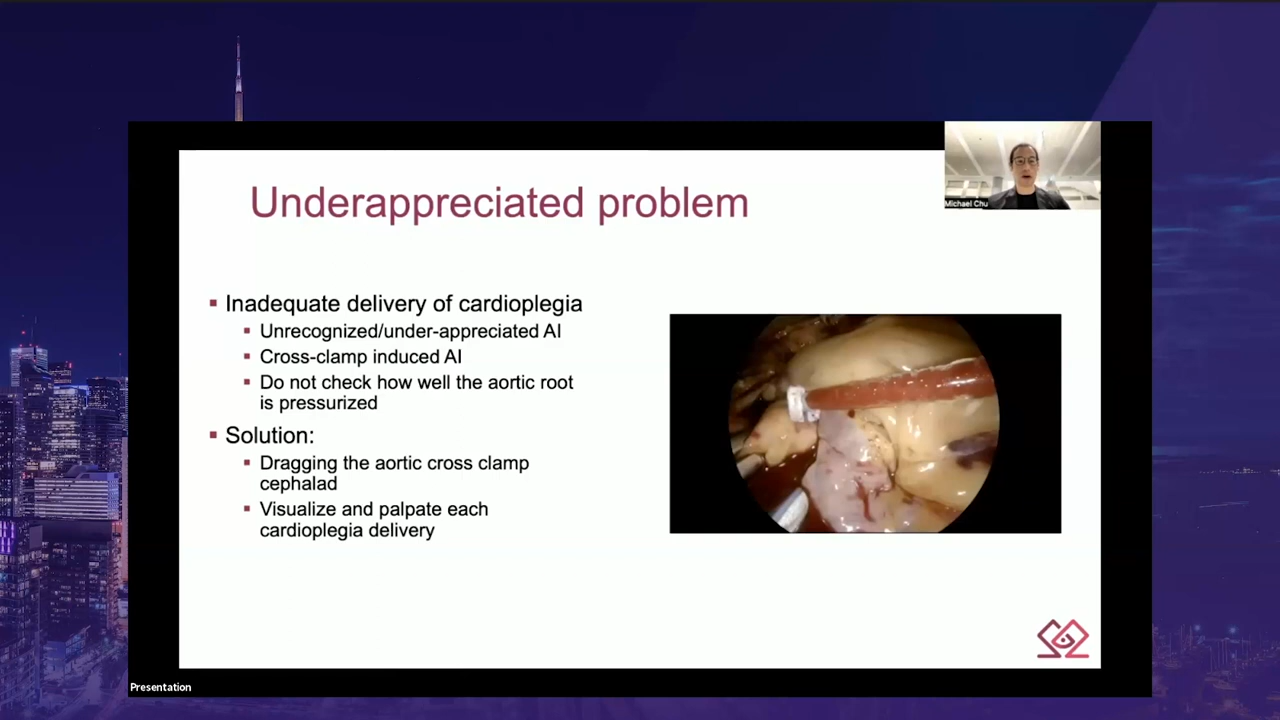 Underappreciated problem
Michael Chu
Inadequate delivery of cardioplegia
Unrecognized/under-appreciated AI
Cross-clamp induced AI
Do not check how well the aortic root
is pressurized
Solution:
Dragging the aortic cross clamp
cephalad
Visualize and palpate each
cardioplegia delivery
Presentation